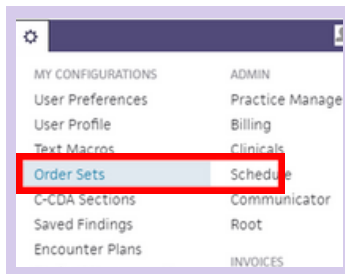 MY CONFIGURATIONS
User Preferences
User Profile
Text Macros
Order Sets
C-CDA Sections
Saved Findings
Encounter Plans
ADMIN
Practice Manage
Billing
Clinicals
Schedule
Communicator
Root
INVOICES